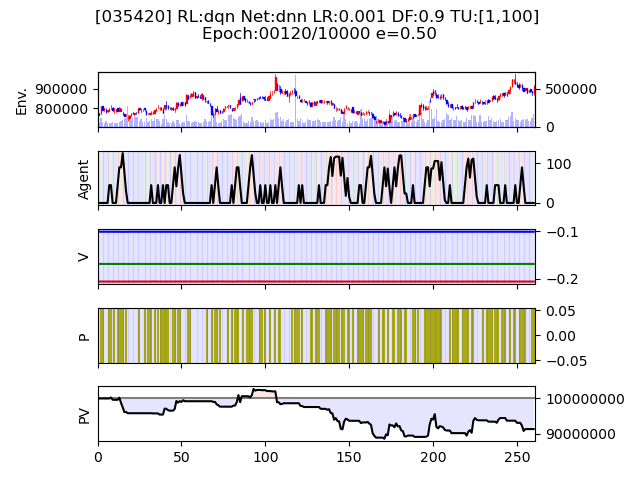 [035420] RL:dqn Net:dnn LR:0.001 DF:0.9 TU:[1,100]
Epoch:00120/10000 e=0.50
Env.
900000
800000
500000
0
Agent
100
0
V
−0.1
−0.2
P
0.05
0.00
−0.05
PV
100000000
90000000
0 50 100 150 200 250